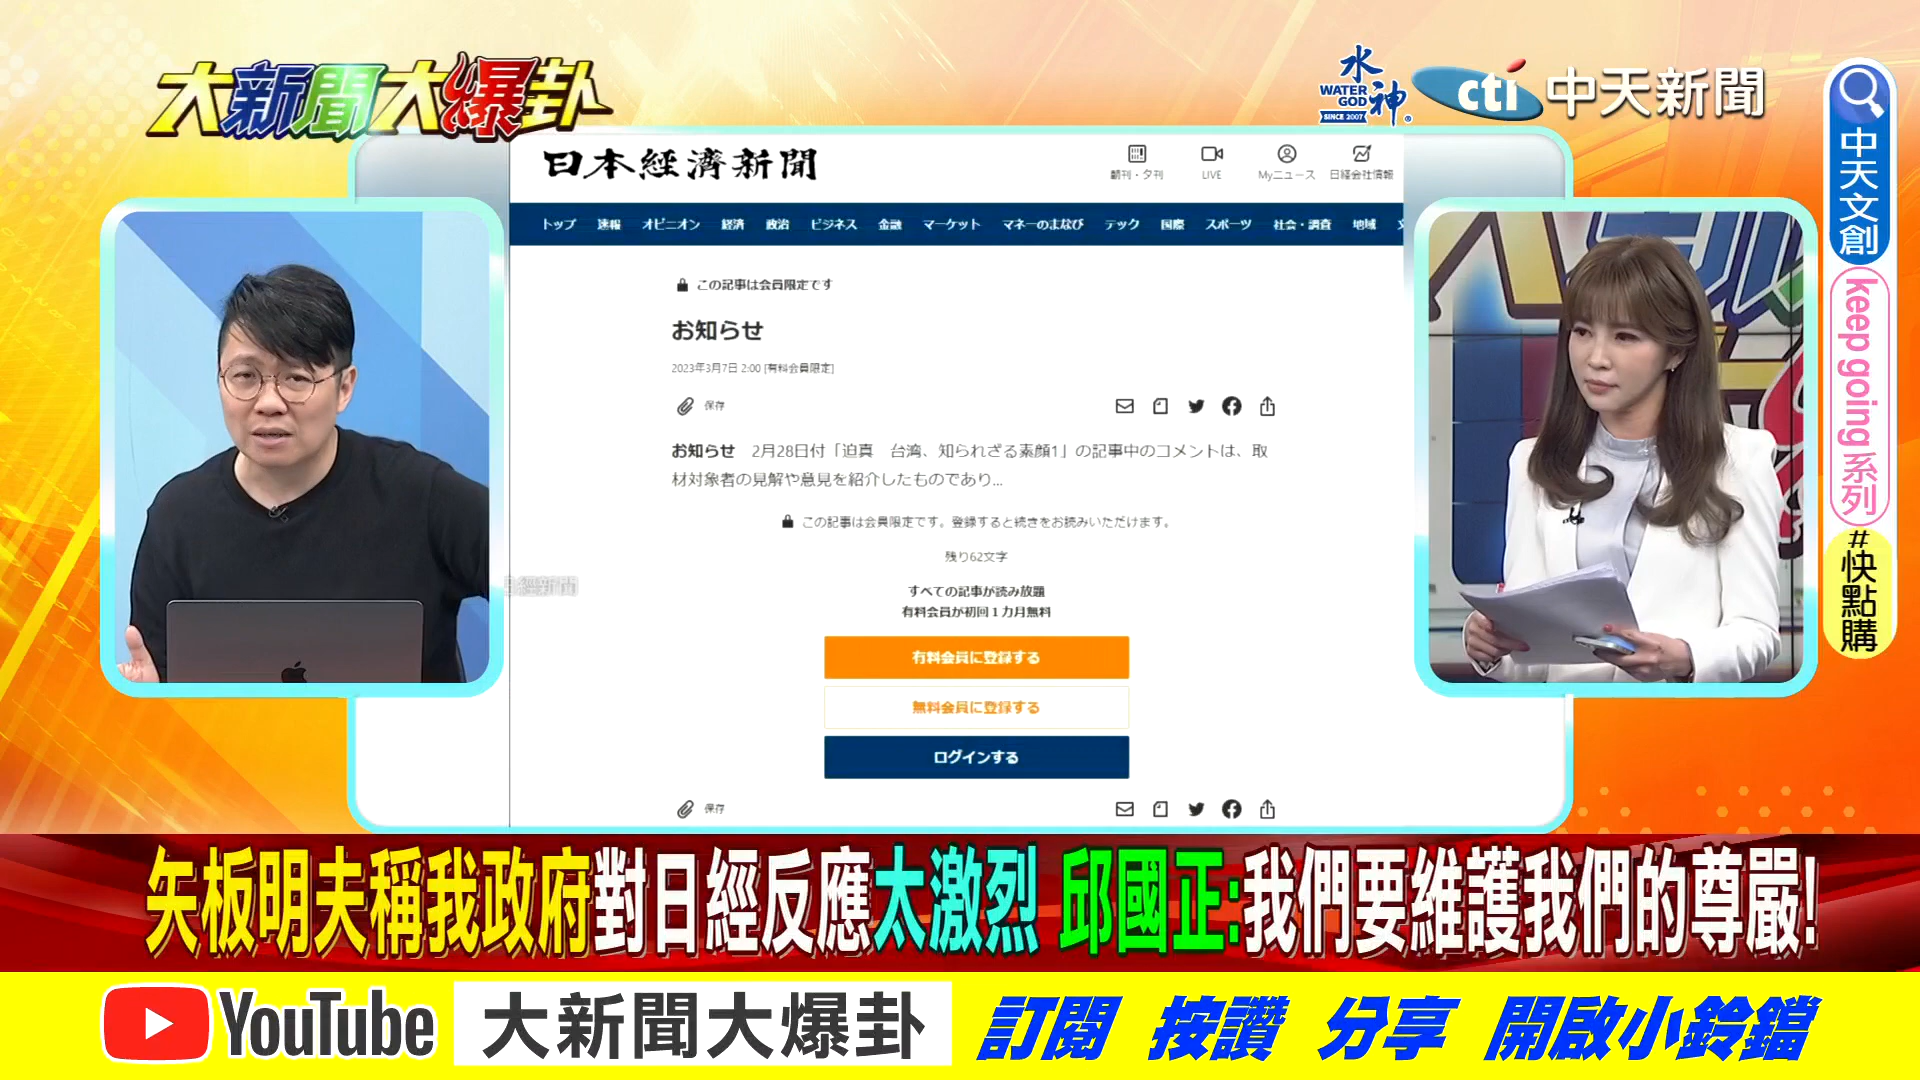 大新聞大爆卦
水神
WATER GOD
SINCE 2007
cti 中天新聞
中天文創
keep going 系列
#快點購
日本経済新聞
朝刊・夕刊
LIVE
Myニュース
日経会社情報
トップ 速報 オピニオン 経済 政治 ビジネス 金融 マーケット マネーのまなび テック 国際 スポーツ 社会・調査 地域
この記事は会員限定です
お知らせ
2023年3月7日 2:00 [有料会員限定]
保存
お知らせ 2月28日付「迫真 台湾、知られざる素顔1」の記事中のコメントは、取
材対象者の見解や意見を紹介したものであり...
この記事は会員限定です。登録すると続きをお読みいただけます。
残り62文字
すべての記事が読み放題
有料会員が初回1カ月無料
有料会員に登録する
無料会員に登録する
ログインする
保存
日經新聞
矢板明夫稱我政府對日經反應太激烈 邱國正:我們要維護我們的尊嚴!
YouTube 大新聞大爆卦 訂閱 按讚 分享 開啟小鈴鐺